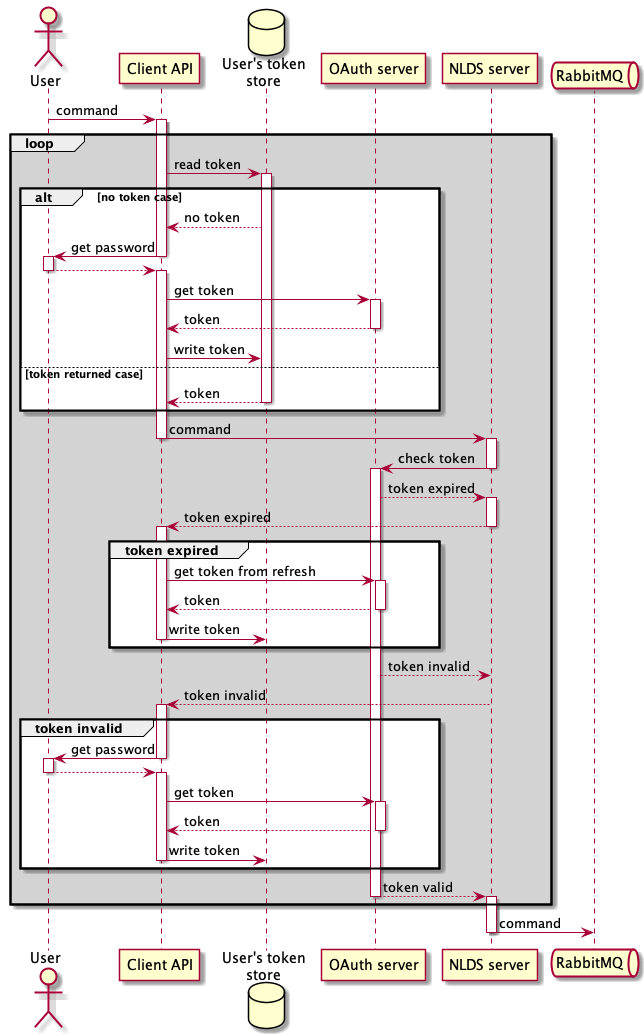 User
Client API
User's token
store
OAuth server
NLDS server
RabbitMQ
command
loop
read token
alt
[no token case]
no token
get password
get token
token
write token
[token returned case]
token
command
check token
token expired
token expired
token expired
get token from refresh
token
write token
token invalid
token invalid
token invalid
get password
get token
token
write token
token valid
command
User
Client API
User's token
store
OAuth server
NLDS server
RabbitMQ